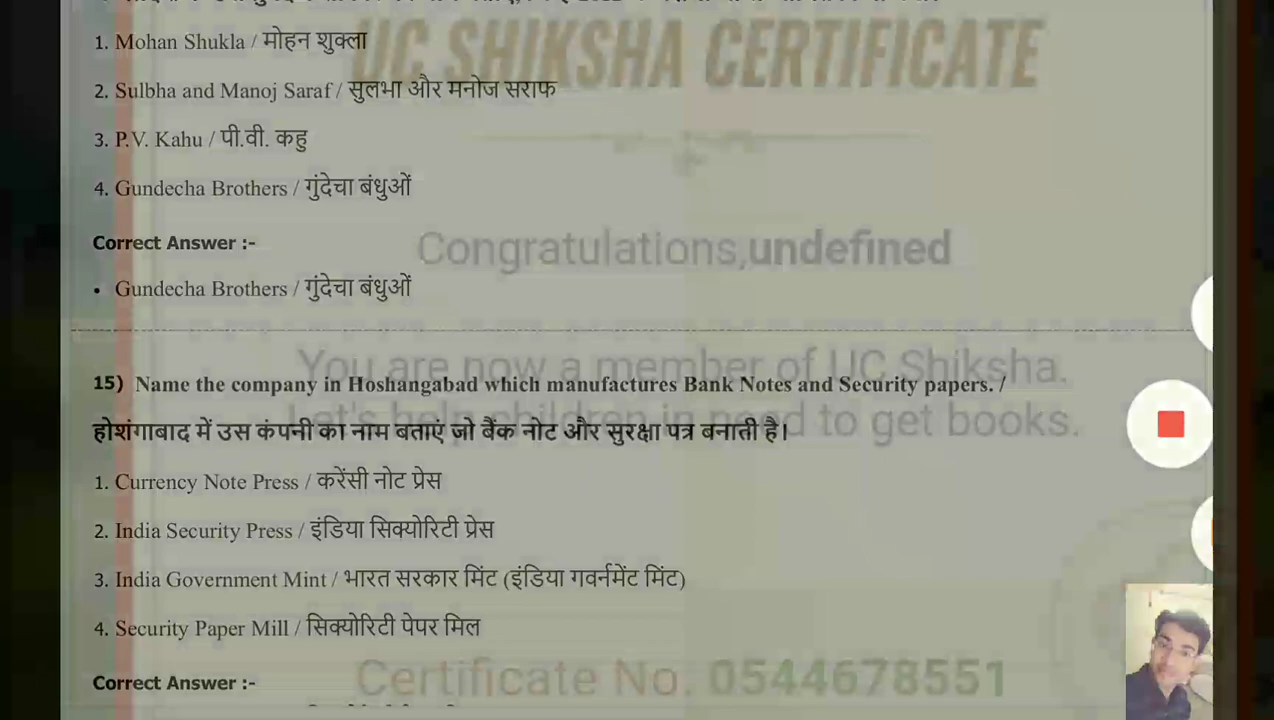 UC SHIKSHA CERTIFICATE
1. Mohan Shukla / मोहन शुक्ला
2. Sulbha and Manoj Saraf / सुलभा और मनोज सराफ
3. P.V. Kahu / पी.वी. कहु
4. Gundecha Brothers / गुंदेचा बंधुओं
Correct Answer :-
Congratulations,undefined
• Gundecha Brothers / गुंदेचा बंधुओं
You are now a member of UC Shiksha.
15) Name the company in Hoshangabad which manufactures Bank Notes and Security papers. /
Let's help children in need to get books.
होशंगाबाद में उस कंपनी का नाम बताएं जो बैंक नोट और सुरक्षा पत्र बनाती है।
1. Currency Note Press / करेंसी नोट प्रेस
2. India Security Press / इंडिया सिक्योरिटी प्रेस
3. India Government Mint / भारत सरकार मिंट (इंडिया गवर्नमेंट मिंट)
4. Security Paper Mill / सिक्योरिटी पेपर मिल
Correct Answer :-
Certificate No. 0544678551